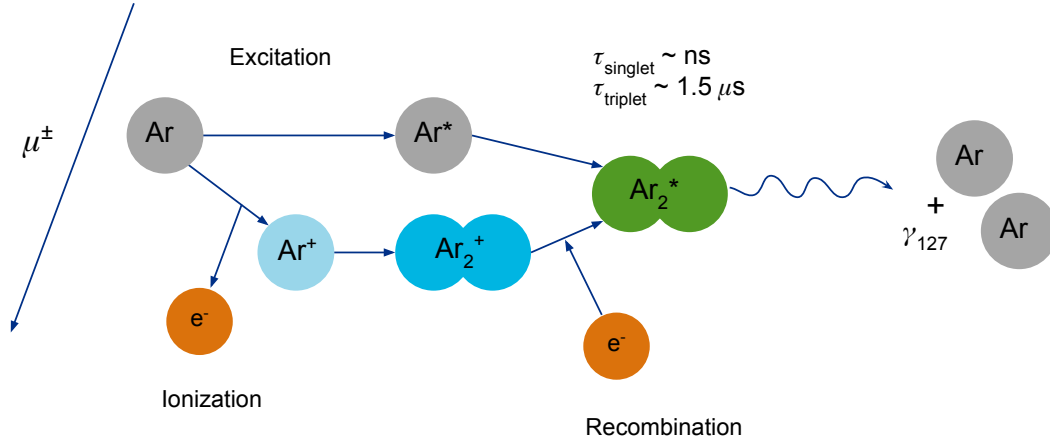 Excitation
τsinglet ~ ns
τtriplet ~ 1.5 μs
μ±
Ar
Ar*
Ar2*
Ar
Ar
+
γ127
Ar+
Ar2+
e-
e-
Ionization
Recombination